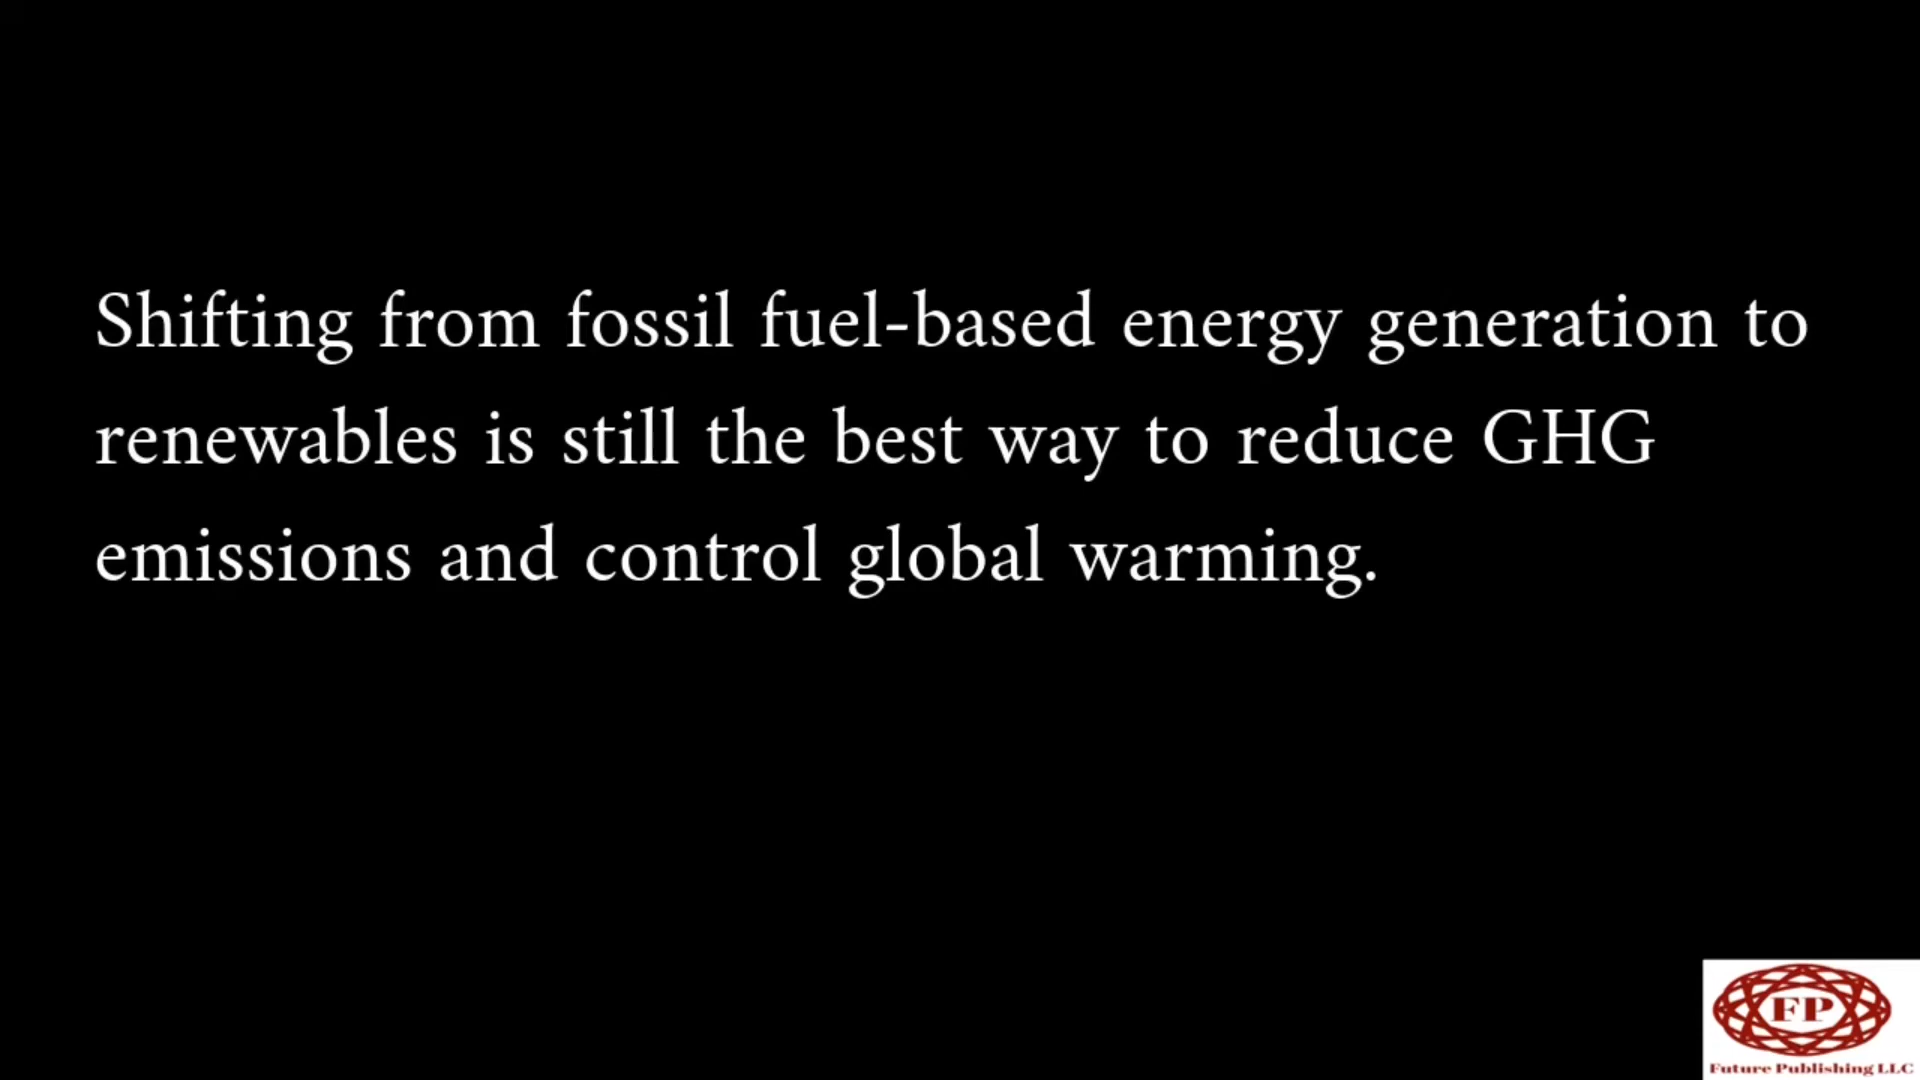 Shifting from fossil fuel-based energy generation to
renewables is still the best way to reduce GHG
emissions and control global warming.
FP
Future Publishing LLC